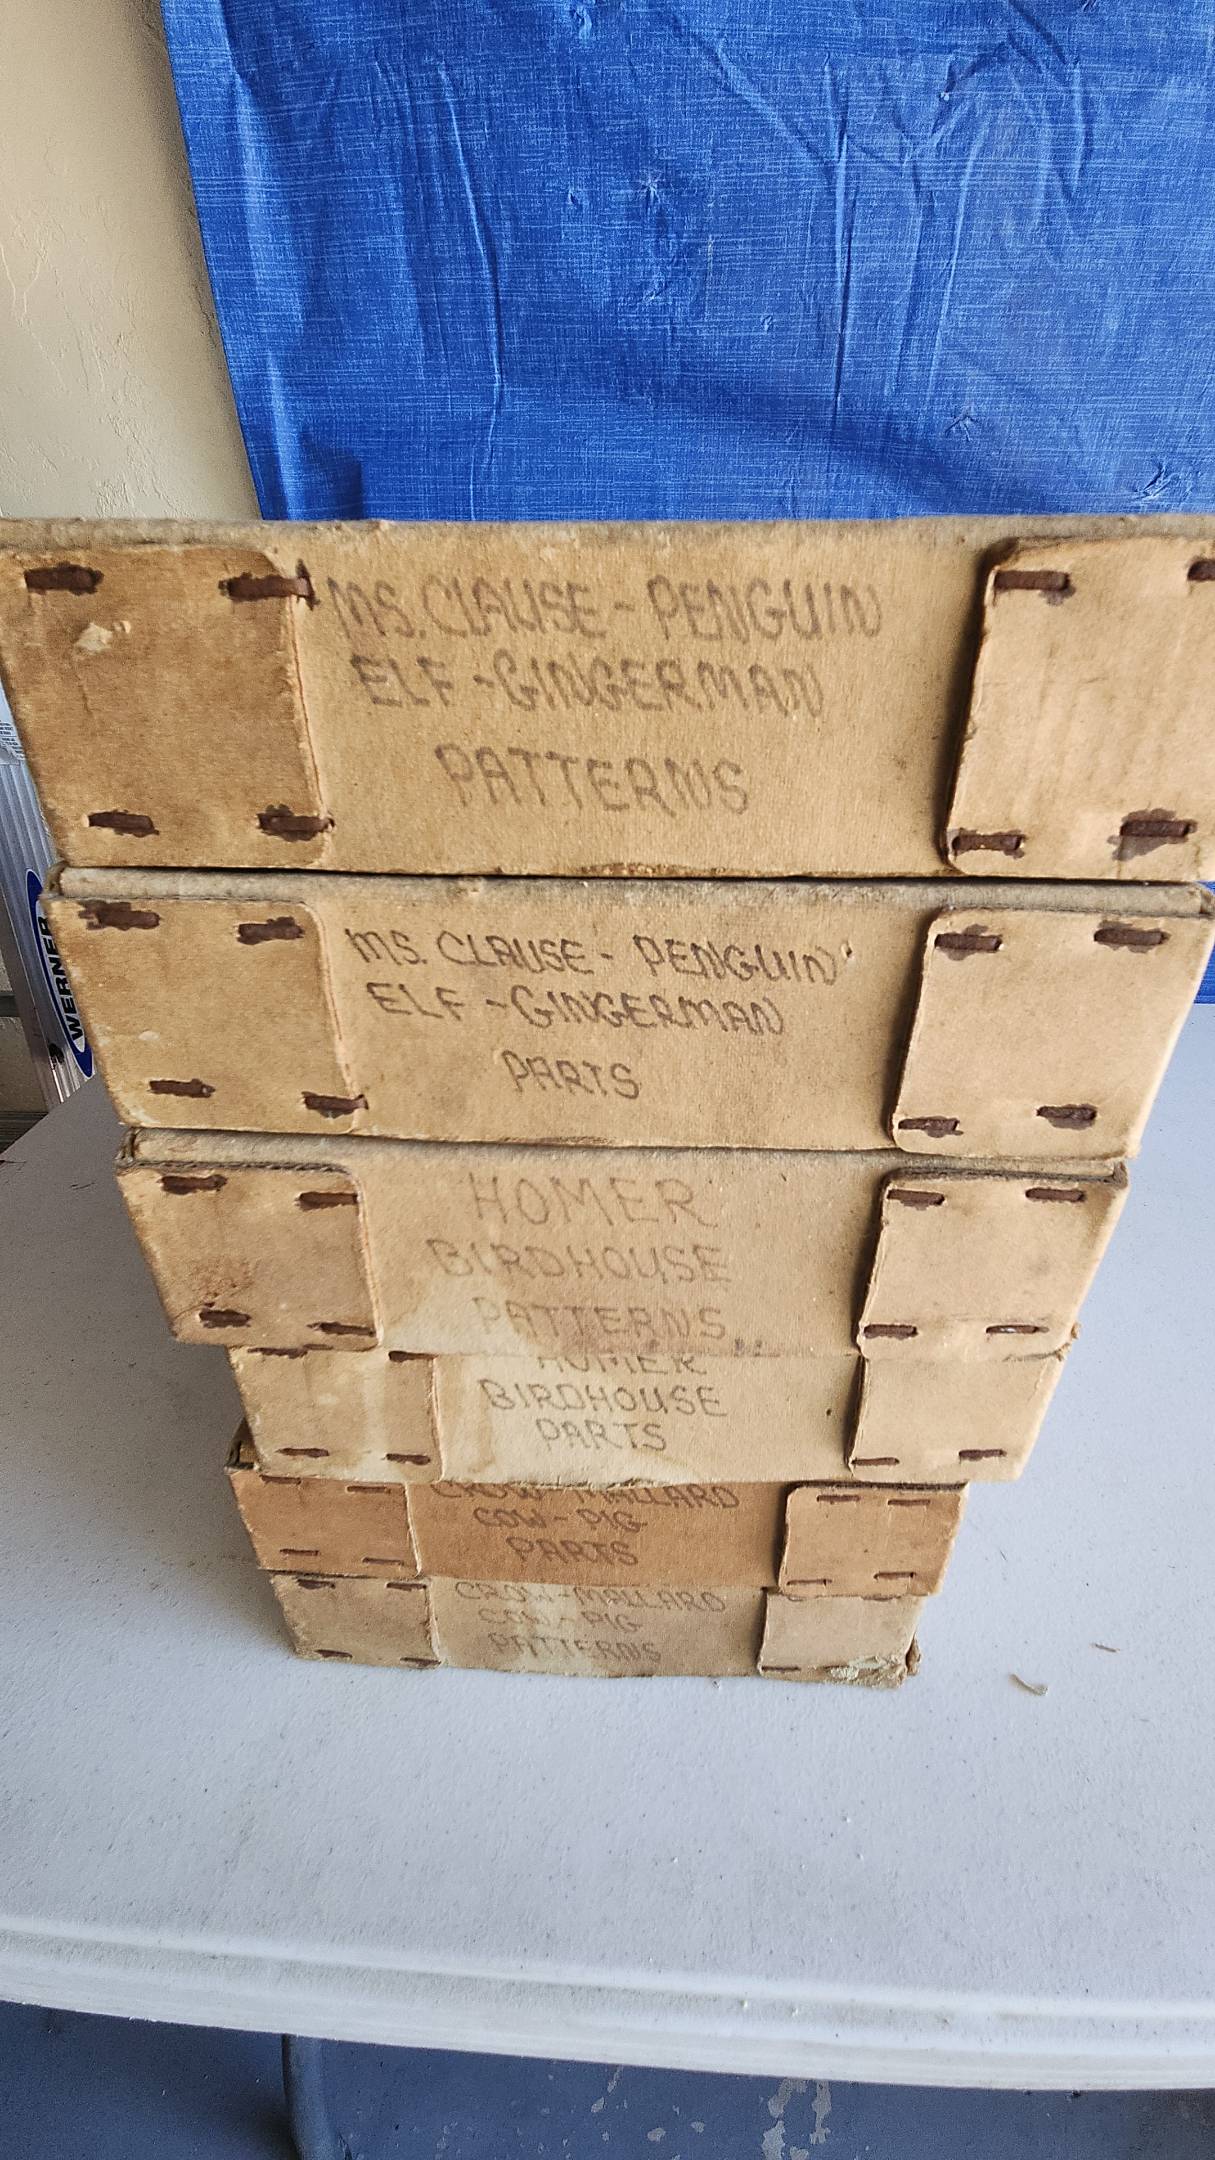 MS. CLAUSE - PENGUIN
ELF - GINGERMAN
PATTERNS
WERNER
MS. CLAUSE - PENGUIN
ELF - GINGERMAN
PARTS
HOMER
BIRDHOUSE
PATTERNS
HOMER
BIRDHOUSE
PARTS
CROW - MALLARD
COW - PIG
PARTS
CROW - MALLARD
COW - PIG
PATTERNS